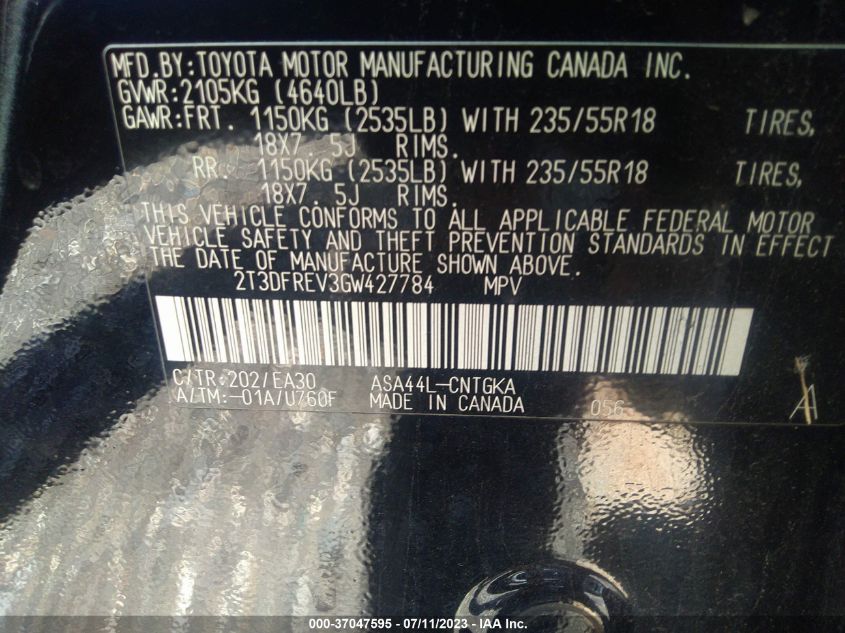 MFD.BY:TOYOTA MOTOR MANUFACTURING CANADA INC.
GVWR:2105KG (4640LB)
GAWR:FRT. 1150KG (2535LB) WITH 235/55R18 TIRES,
18X7. 5J RIMS.
RR. 1150KG (2535LB) WITH 235/55R18 TIRES,
18X7. 5J RIMS.
THIS VEHICLE CONFORMS TO ALL APPLICABLE FEDERAL MOTOR
VEHICLE SAFETY AND THEFT PREVENTION STANDARDS IN EFFECT
THE DATE OF MANUFACTURE SHOWN ABOVE.
2T3DFREV3GW427784 MPV
C/TR:202/EA30 ASA44L-CNTGKA
A/TM:-01A/U760F MADE IN CANADA 056
000-37047595 - 07/11/2023 - IAA Inc.